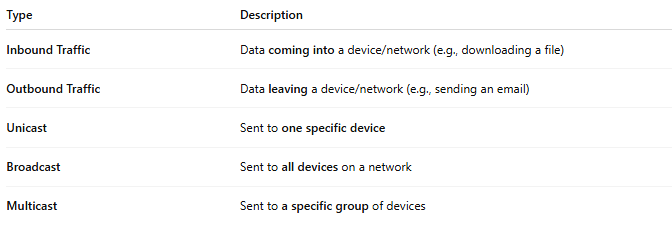 Type Description
Inbound Traffic Data coming into a device/network (e.g., downloading a file)
Outbound Traffic Data leaving a device/network (e.g., sending an email)
Unicast Sent to one specific device
Broadcast Sent to all devices on a network
Multicast Sent to a specific group of devices